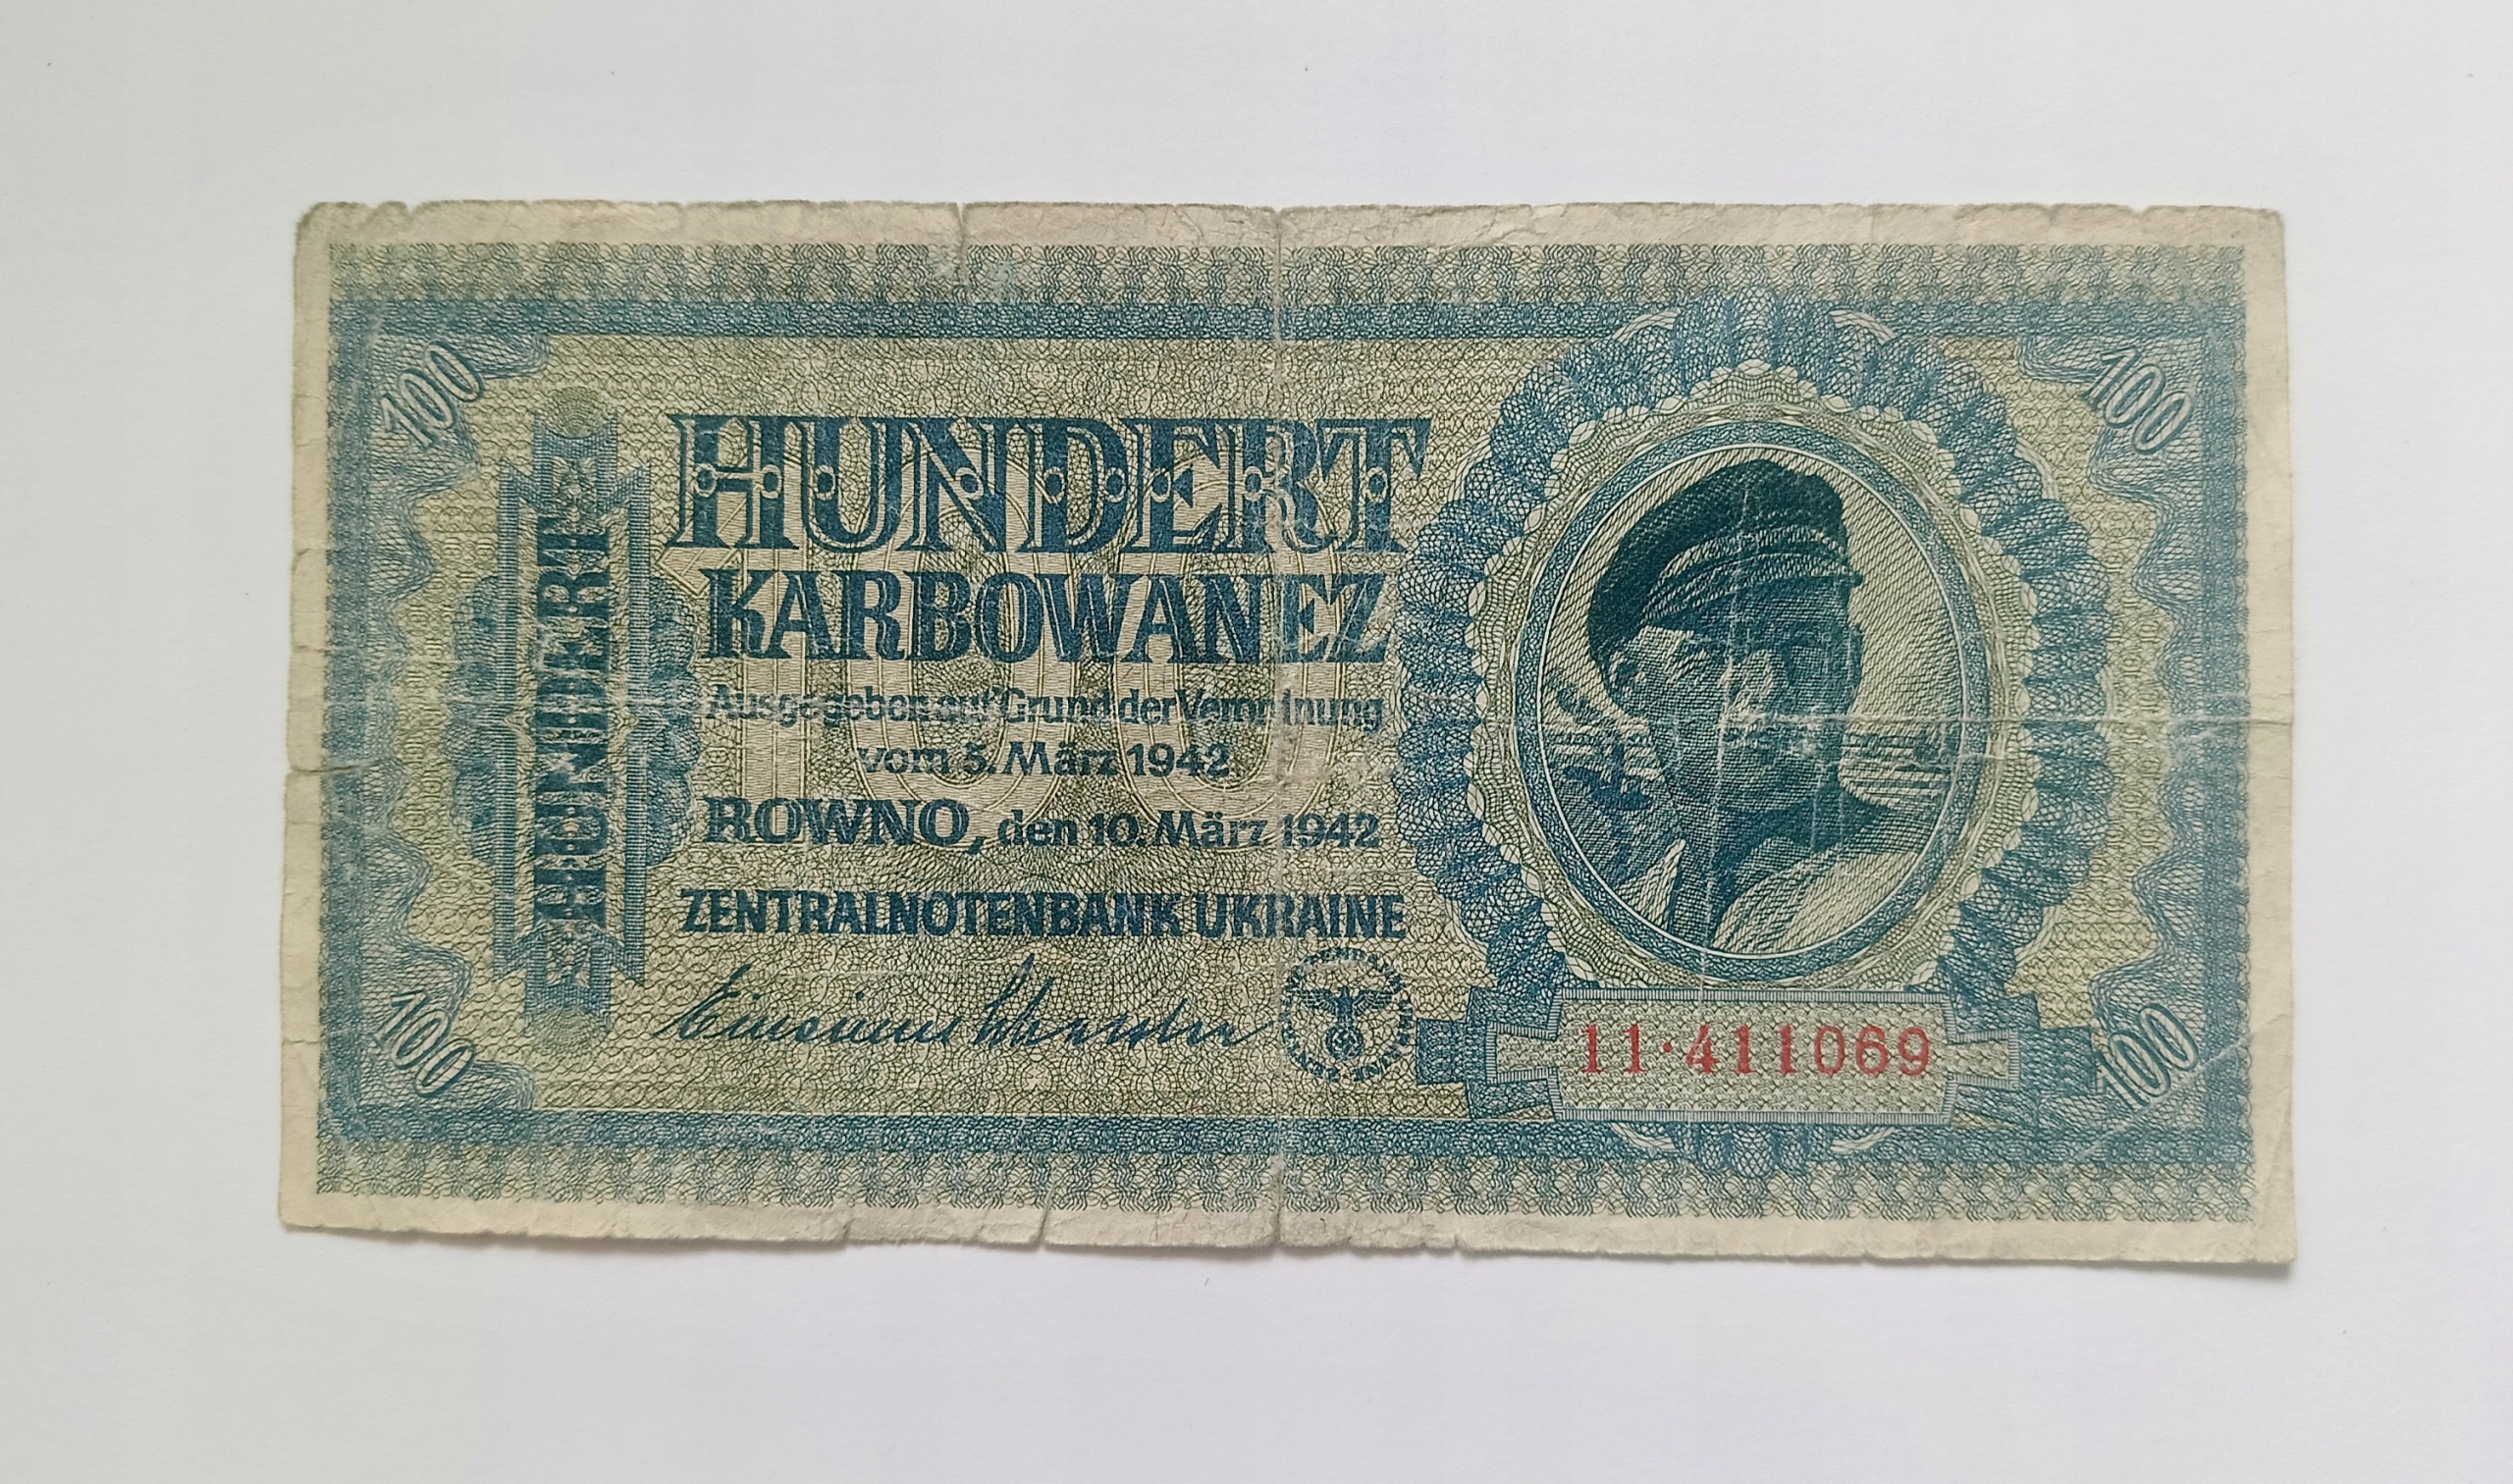 100
100
HUNDERT
HUNDERT
KARBOWANEZ
Ausgegeben auf Grund der Verordnung
vom 5. März 1942
ROWNO, den 10. März 1942
ZENTRALNOTENBANK UKRAINE
11·411069
100
100
100